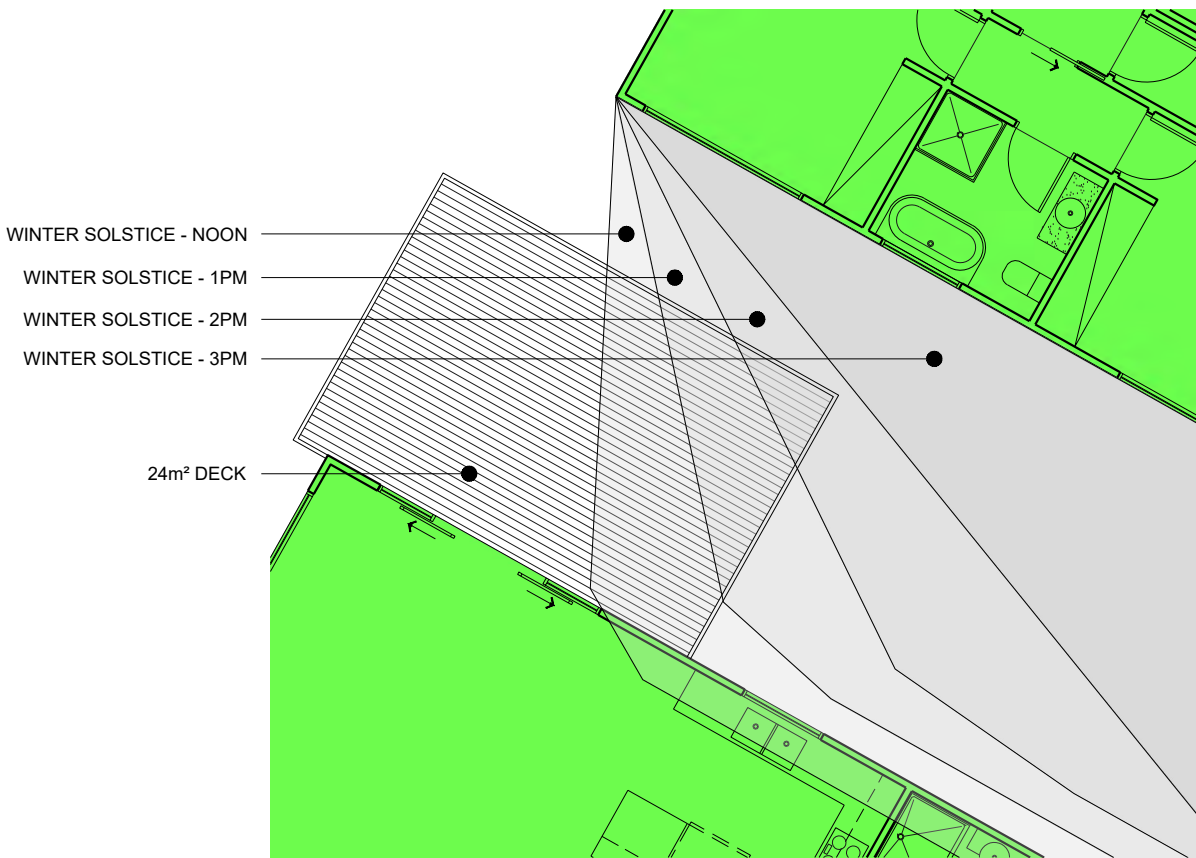 WINTER SOLSTICE - NOON
WINTER SOLSTICE - 1PM
WINTER SOLSTICE - 2PM
WINTER SOLSTICE - 3PM
24m² DECK